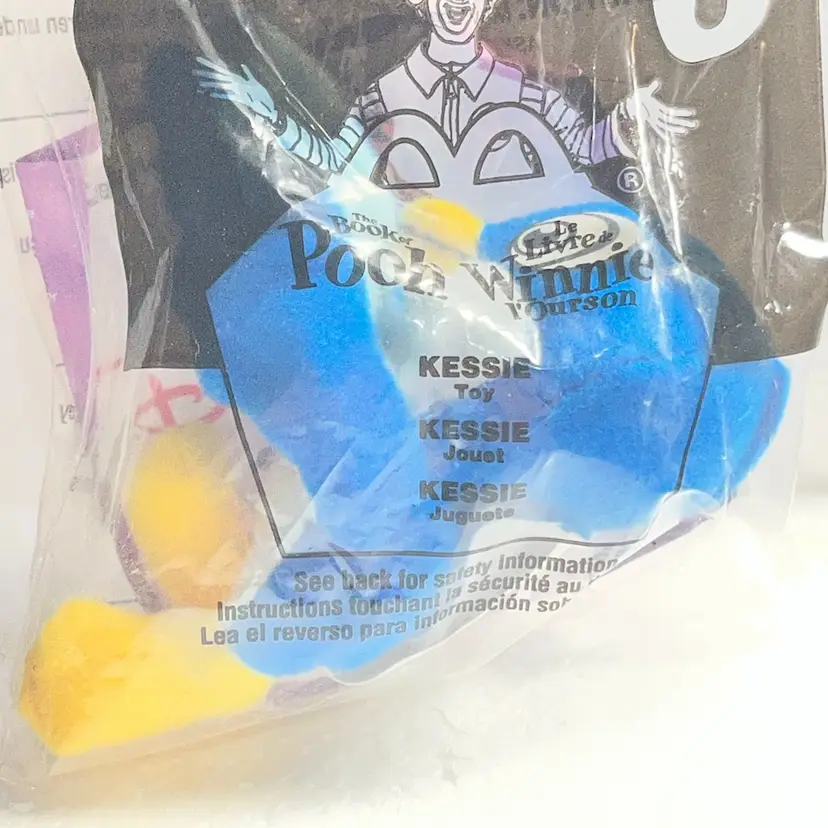 ®
The
Book of
Pooh
Le
Livre de
Winnie
l'Ourson
KESSIE
Toy
KESSIE
Jouet
KESSIE
Juguete
See back for safety information
Instructions touchant la sécurité au
Lea el reverso para información